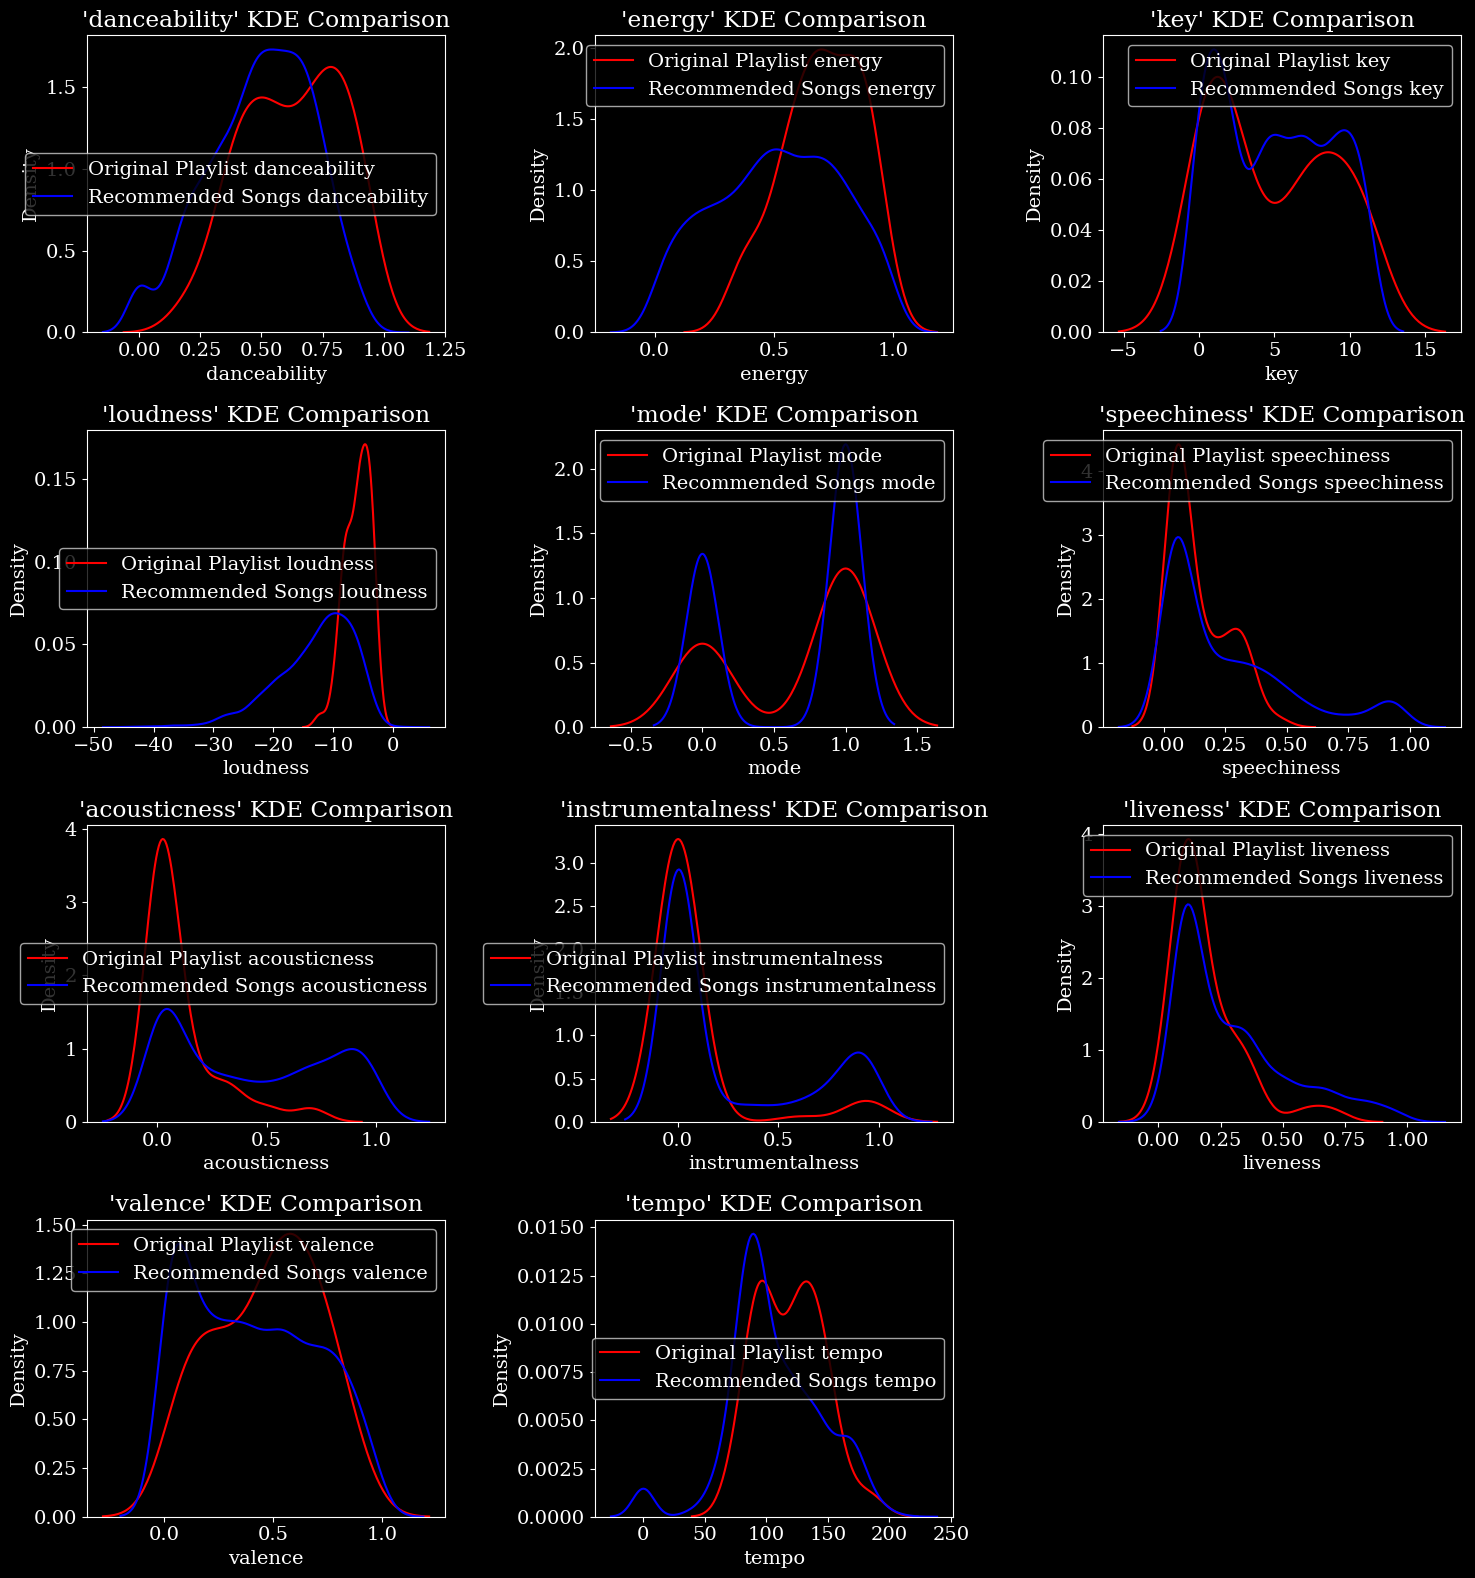 'danceability' KDE Comparison
1.5
1.0
0.5
0.0
Density
Original Playlist danceability
Recommended Songs danceability
0.00 0.25 0.50 0.75 1.00 1.25
danceability
'energy' KDE Comparison
2.0
1.5
1.0
0.5
0.0
Density
Original Playlist energy
Recommended Songs energy
0.0 0.5 1.0
energy
'key' KDE Comparison
0.10
0.08
0.06
0.04
0.02
0.00
Density
Original Playlist key
Recommended Songs key
−5 0 5 10 15
key
'loudness' KDE Comparison
0.15
0.10
0.05
0.00
Density
Original Playlist loudness
Recommended Songs loudness
−50 −40 −30 −20 −10 0
loudness
'mode' KDE Comparison
2.0
1.5
1.0
0.5
0.0
Density
Original Playlist mode
Recommended Songs mode
−0.5 0.0 0.5 1.0 1.5
mode
'speechiness' KDE Comparison
4
3
2
1
0
Density
Original Playlist speechiness
Recommended Songs speechiness
0.00 0.25 0.50 0.75 1.00
speechiness
'acousticness' KDE Comparison
4
3
2
1
0
Density
Original Playlist acousticness
Recommended Songs acousticness
0.0 0.5 1.0
acousticness
'instrumentalness' KDE Comparison
3.0
2.5
2.0
1.5
1.0
0.5
0.0
Density
Original Playlist instrumentalness
Recommended Songs instrumentalness
0.0 0.5 1.0
instrumentalness
'liveness' KDE Comparison
4
3
2
1
0
Density
Original Playlist liveness
Recommended Songs liveness
0.00 0.25 0.50 0.75 1.00
liveness
'valence' KDE Comparison
1.50
1.25
1.00
0.75
0.50
0.25
0.00
Density
Original Playlist valence
Recommended Songs valence
0.0 0.5 1.0
valence
'tempo' KDE Comparison
0.0150
0.0125
0.0100
0.0075
0.0050
0.0025
0.0000
Density
Original Playlist tempo
Recommended Songs tempo
0 50 100 150 200 250
tempo